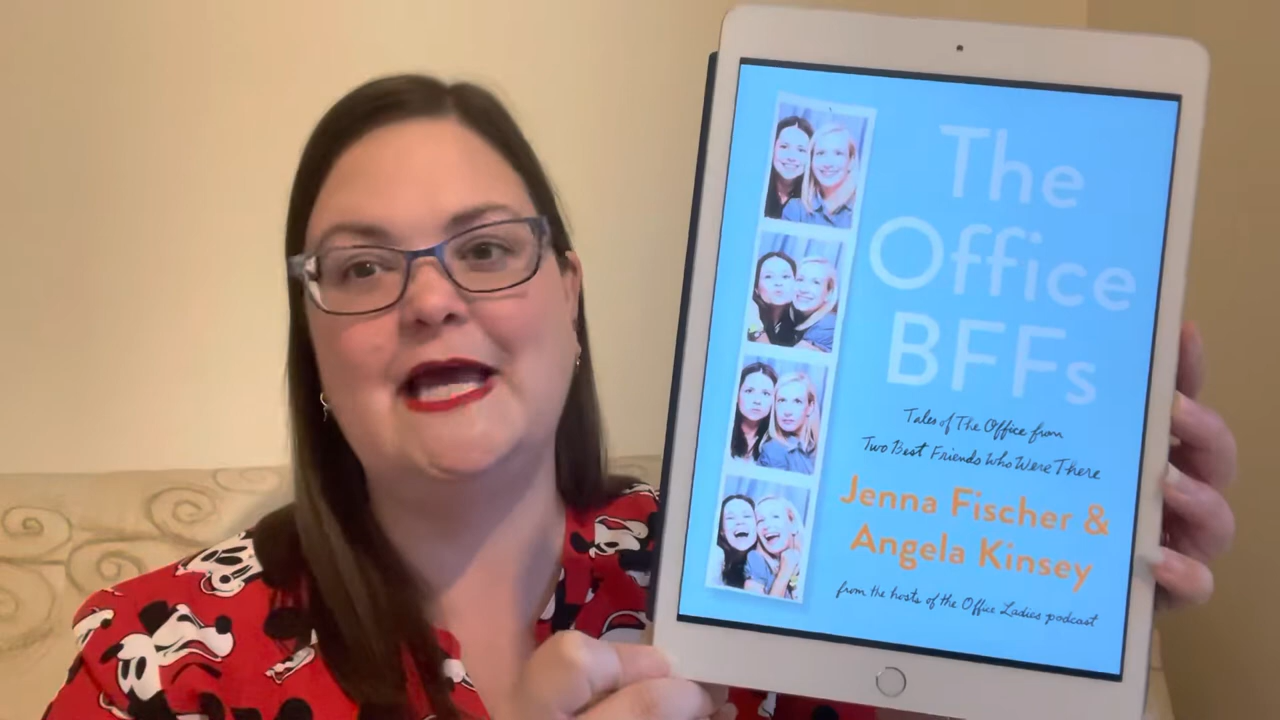 The
Office
BFFs
Tales of The Office from
Two Best Friends Who Were There
Jenna Fischer &
Angela Kinsey
from the hosts of the Office Ladies podcast